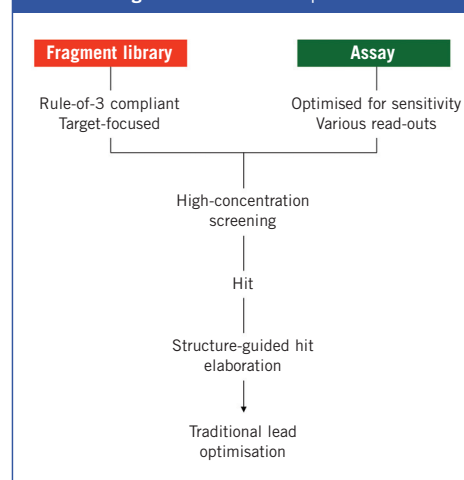 Fragment library
Assay
Rule-of-3 compliant
Target-focused
Optimised for sensitivity
Various read-outs
High-concentration
screening
Hit
Structure-guided hit
elaboration
Traditional lead
optimisation